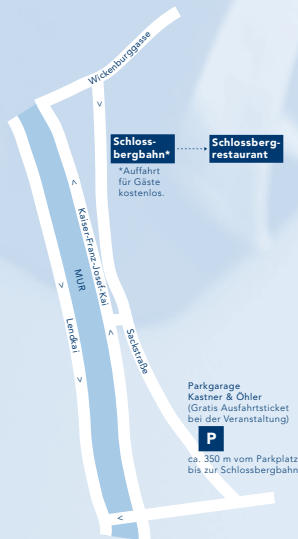 Wickenburggasse
>
Schloss-
bergbahn*
Schlossberg-
restaurant
*Auffahrt
für Gäste
kostenlos.
<
Kaiser-Franz-Josef-Kai
MUR
>
Lendkai
<
Sackstraße
>
Parkgarage
Kastner & Öhler
(Gratis Ausfahrtsticket
bei der Veranstaltung)
P
ca. 350 m vom Parkplatz
bis zur Schlossbergbahn
<